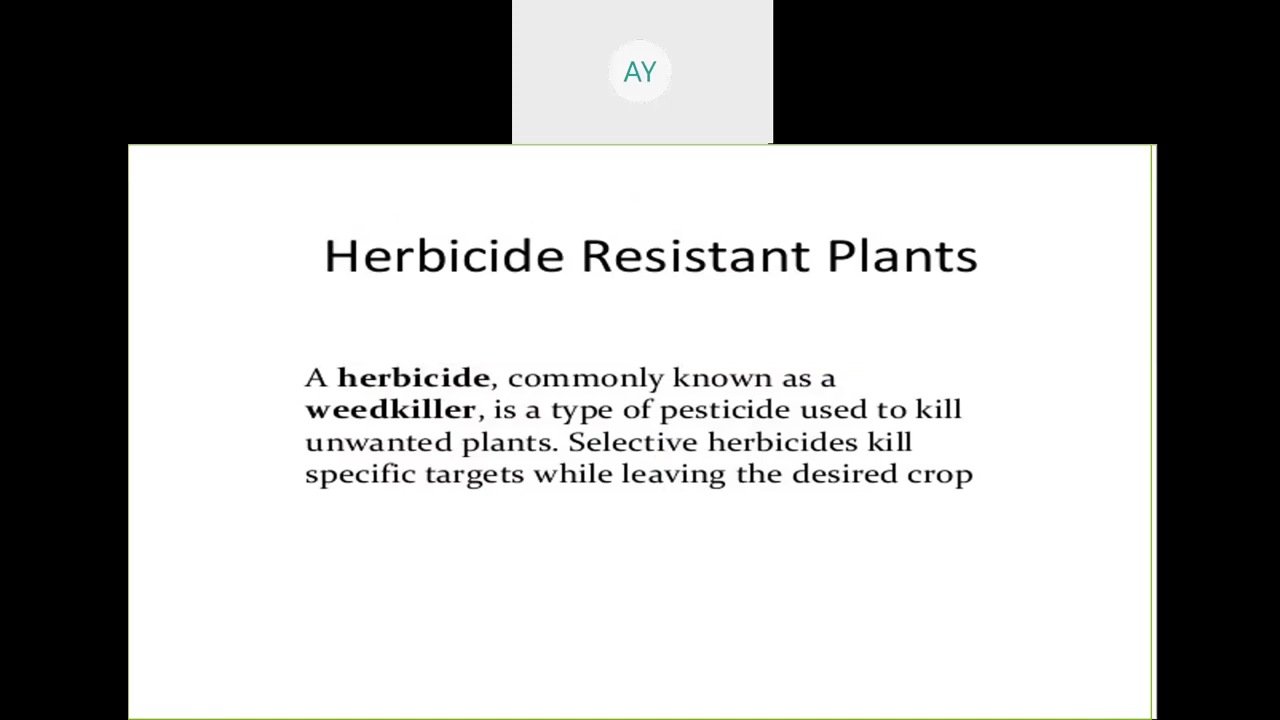 AY
Herbicide Resistant Plants
A herbicide, commonly known as a
weedkiller, is a type of pesticide used to kill
unwanted plants. Selective herbicides kill
specific targets while leaving the desired crop